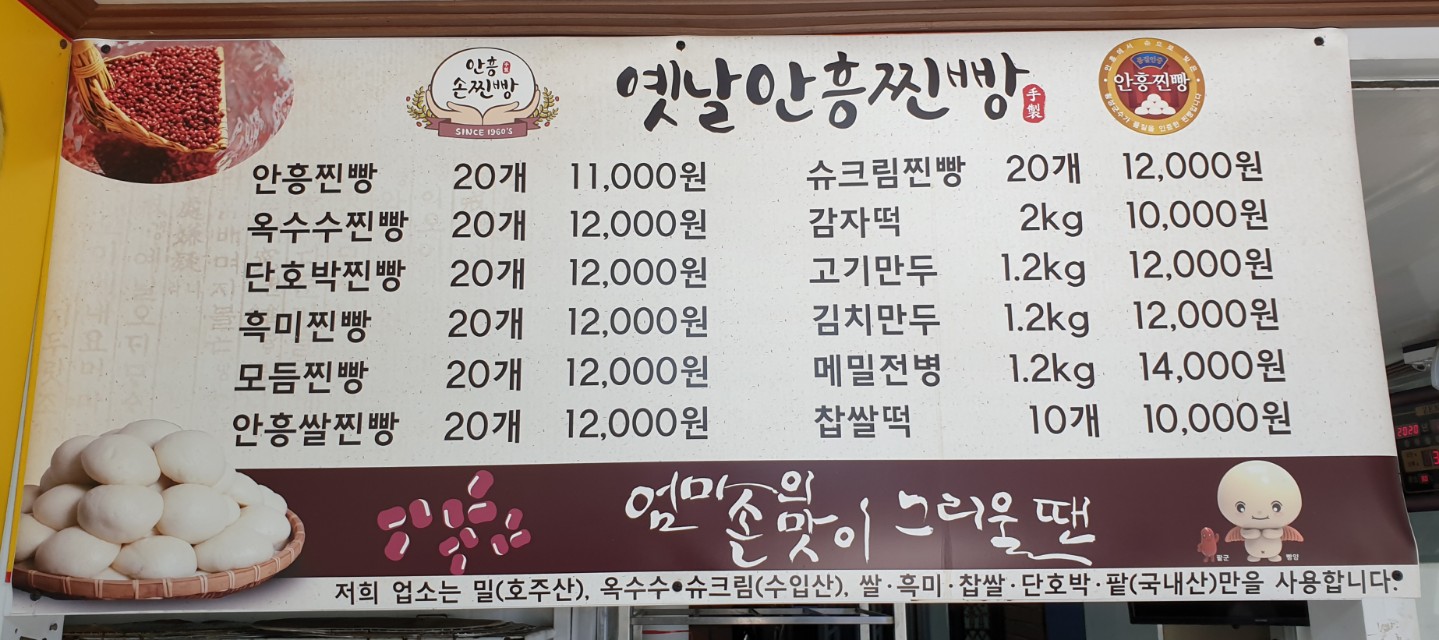 안흥
손찐빵
SINCE 1960'S
옛날안흥찐빵
手製
안흥찐빵
안흥찐빵 20개 11,000원
옥수수찐빵 20개 12,000원
단호박찐빵 20개 12,000원
흑미찐빵 20개 12,000원
모듬찐빵 20개 12,000원
안흥쌀찐빵 20개 12,000원
슈크림찐빵 20개 12,000원
감자떡 2kg 10,000원
고기만두 1.2kg 12,000원
김치만두 1.2kg 12,000원
메밀전병 1.2kg 14,000원
찹쌀떡 10개 10,000원
엄마의 손맛이 그리울 땐
팥군
빵양
저희 업소는 밀(호주산), 옥수수•슈크림(수입산), 쌀·흑미·찹쌀·단호박·팥(국내산)만을 사용합니다.
2020